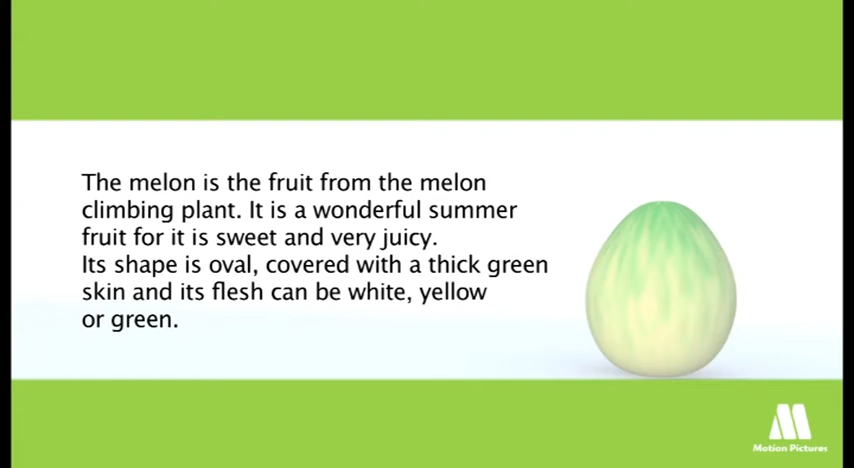 The melon is the fruit from the melon
climbing plant. It is a wonderful summer
fruit for it is sweet and very juicy.
Its shape is oval, covered with a thick green
skin and its flesh can be white, yellow
or green.
Motion Pictures